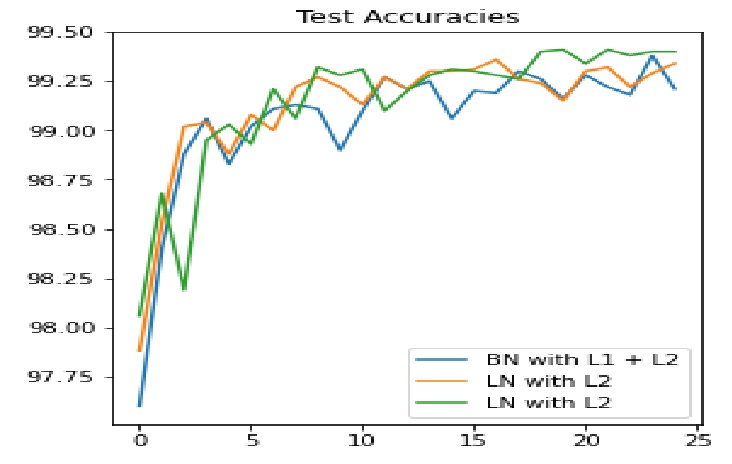 Test Accuracies
99.50
99.25
99.00
98.75
98.50
98.25
98.00
97.75
BN with L1 + L2
LN with L2
LN with L2
0 5 10 15 20 25